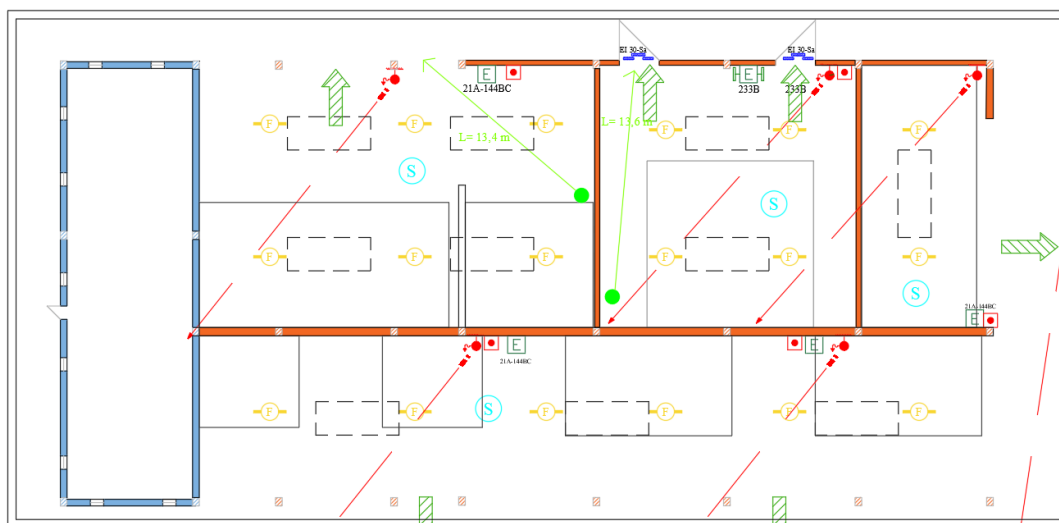 EI 30-Sa
EI 30-Sa
E
E
21A-144BC
233B
233B
F
F
F
F
F
L= 13,4 m
L= 13,6 m
S
S
F
F
F
F
F
S
21A-144BC
E
E
E
21A-144BC
F
F
S
F
F
F
F